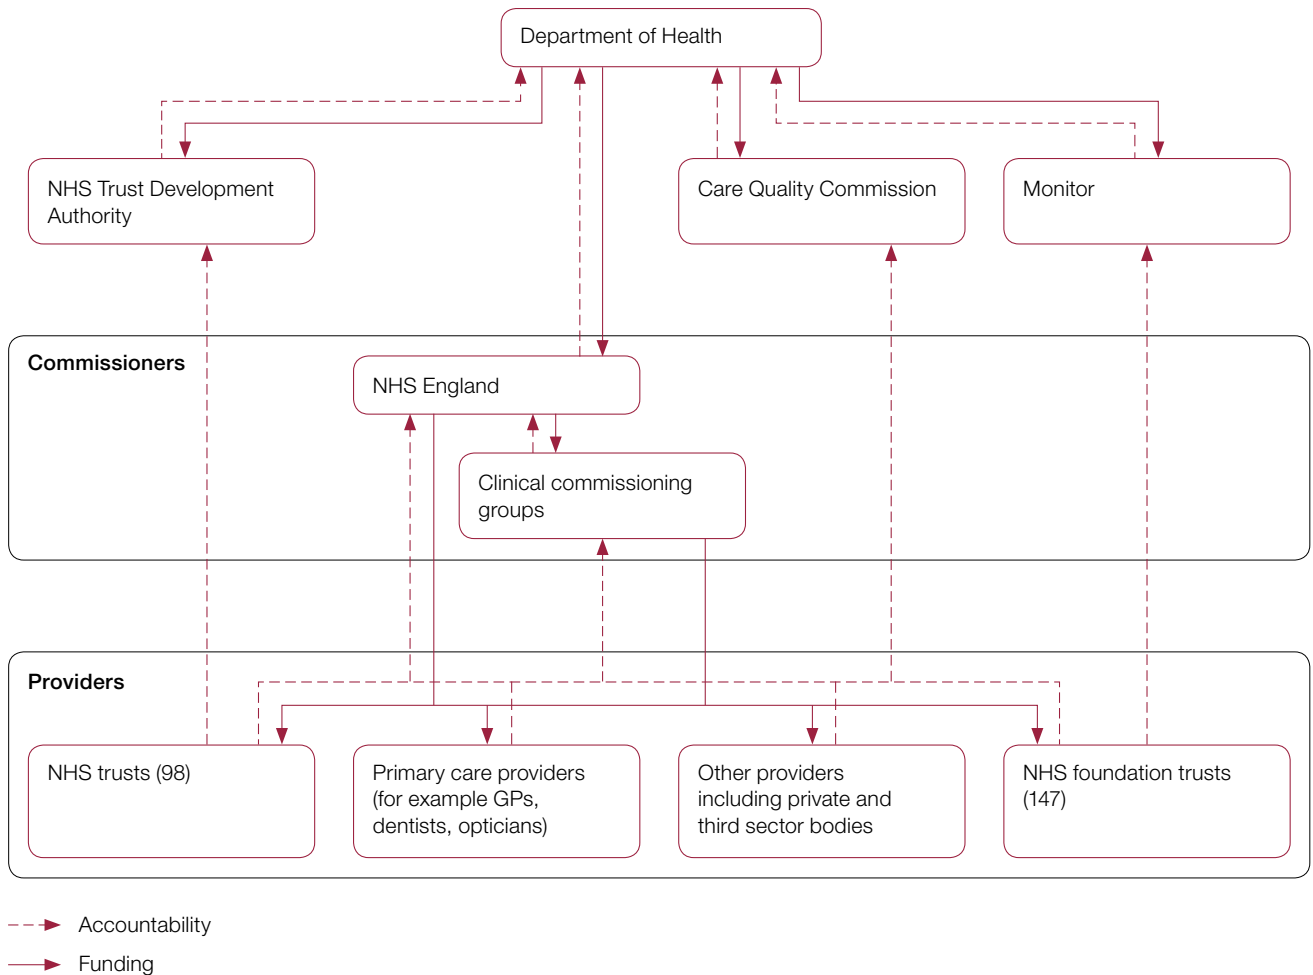 Department of Health
NHS Trust Development
Authority
Care Quality Commission
Monitor
Commissioners
NHS England
Clinical commissioning
groups
Providers
NHS trusts (98)
Primary care providers
(for example GPs,
dentists, opticians)
Other providers
including private and
third sector bodies
NHS foundation trusts
(147)
Accountability
Funding